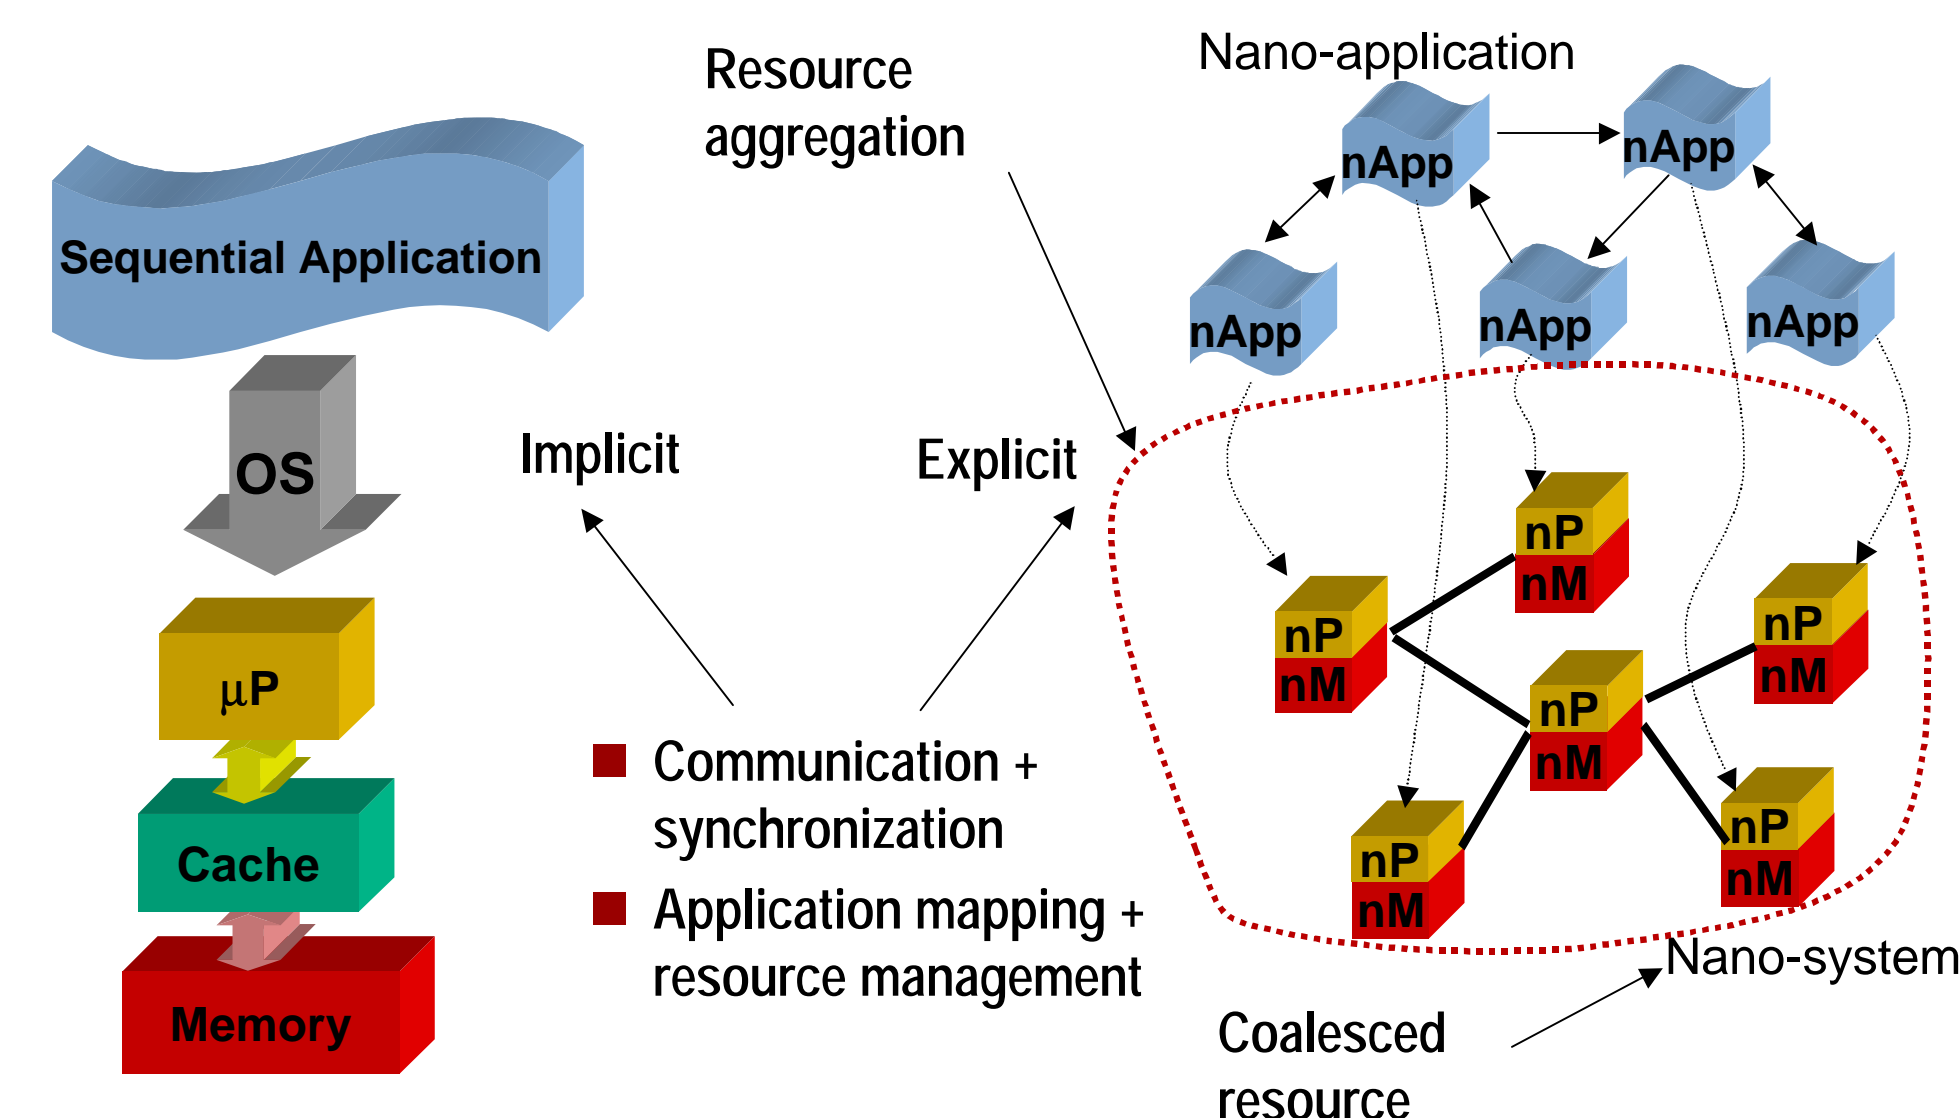 Sequential Application
OS
μP
Cache
Memory
Resource
aggregation
Implicit
Explicit
Communication +
synchronization
Application mapping +
resource management
Nano-application
nApp
nApp
nApp
nApp
nApp
nP
nM
nP
nM
nP
nM
nP
nM
nP
nM
nP
nM
Nano-system
Coalesced
resource